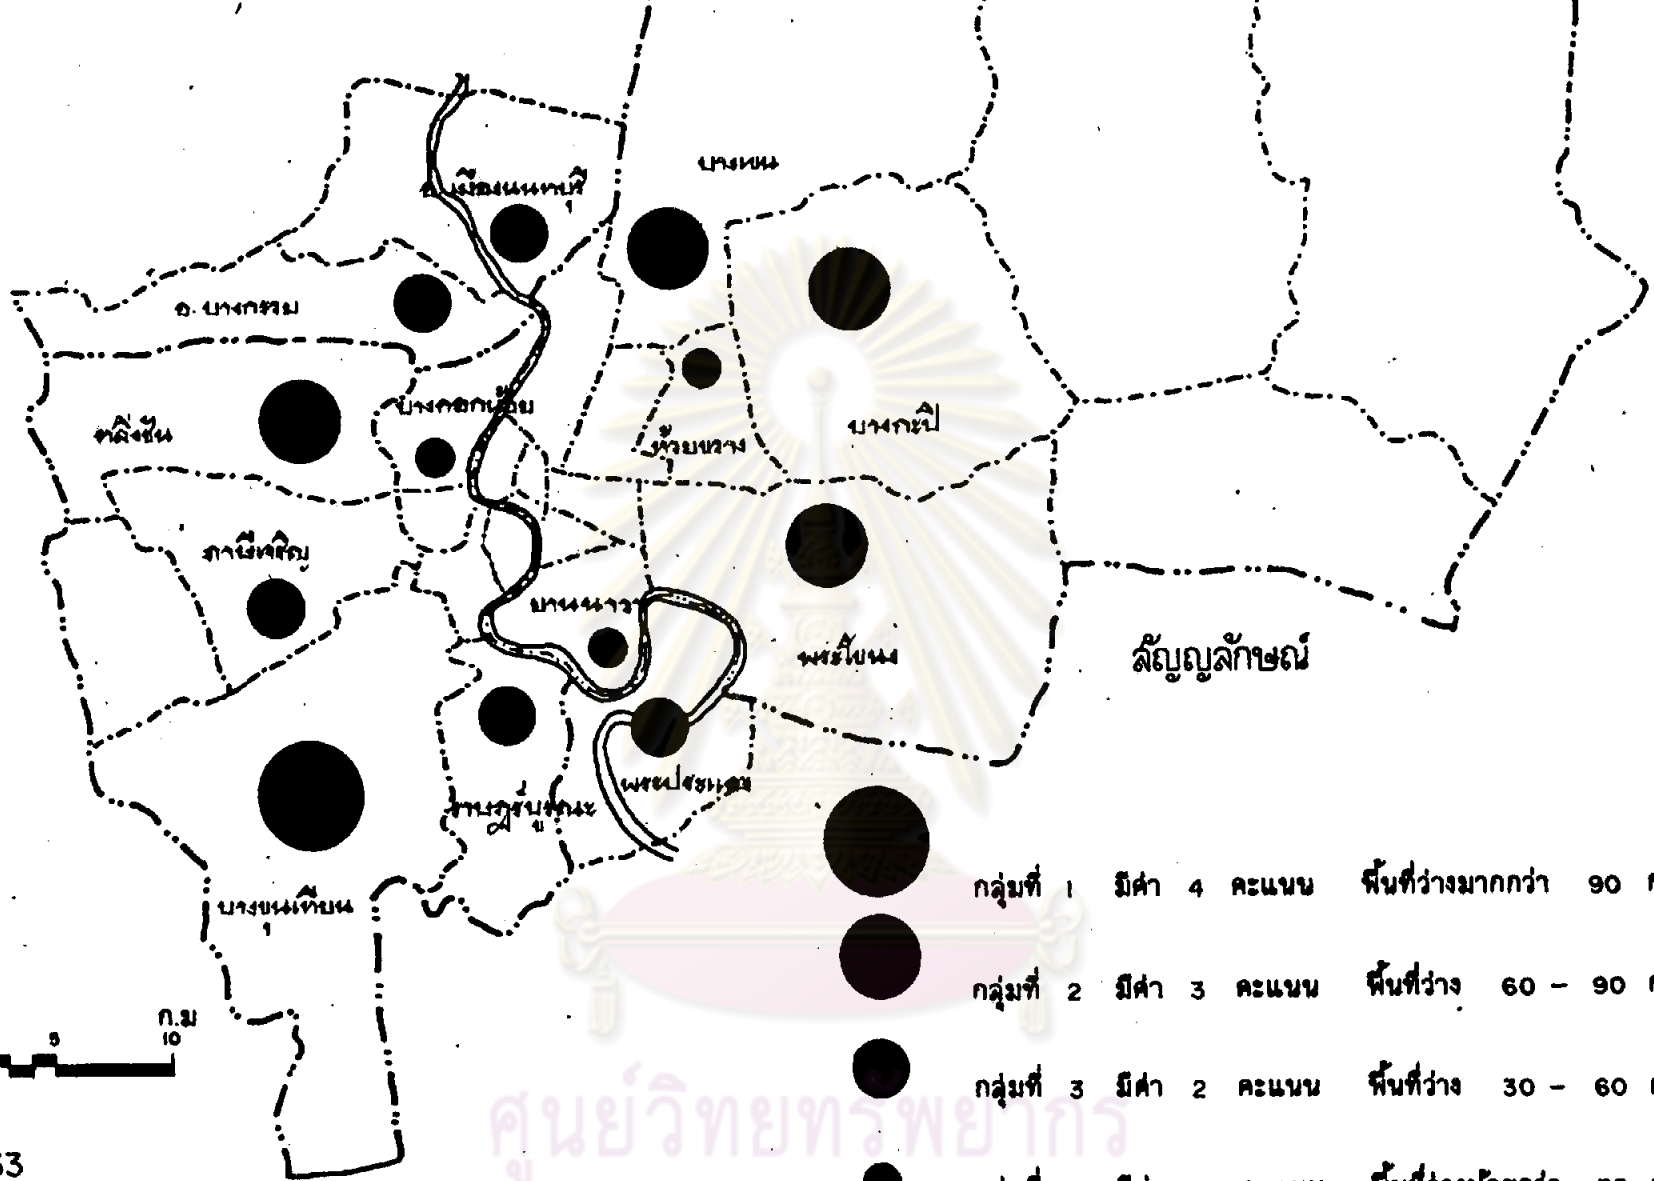 บางเขน
อ. เมืองนนทบุรี
อ. บางกรวย
บางกอกน้อย
ตลิ่งชัน
ห้วยขวาง
บางกะปิ
ภาษีเจริญ
ยานนาวา
พระโขนง
สัญญลักษณ์
พระประแดง
ราษฎร์บูรณะ
บางขุนเทียน
กลุ่มที่ 1 มีค่า 4 คะแนน พื้นที่ว่างมากกว่า 90
กลุ่มที่ 2 มีค่า 3 คะแนน พื้นที่ว่าง 60 - 90
ก.ม
5 10
กลุ่มที่ 3 มีค่า 2 คะแนน พื้นที่ว่าง 30 - 60
ศูนย์วิทยทรัพยากร
63